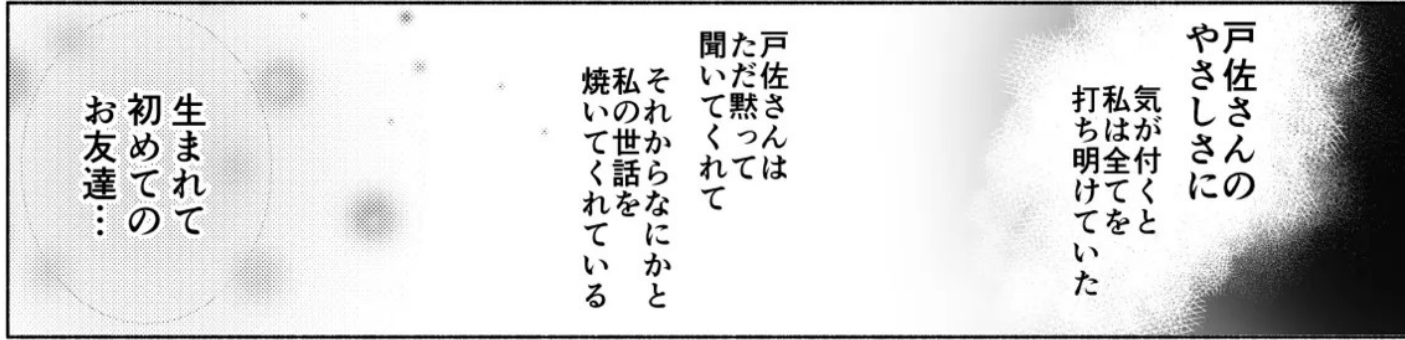 戸佐さんの
やさしさに
気が付くと
私は全てを
打ち明けていた
戸佐さんは
ただ黙って
聞いてくれて
それからなにかと
私の世話を
焼いてくれている
生まれて
初めての
お友達…